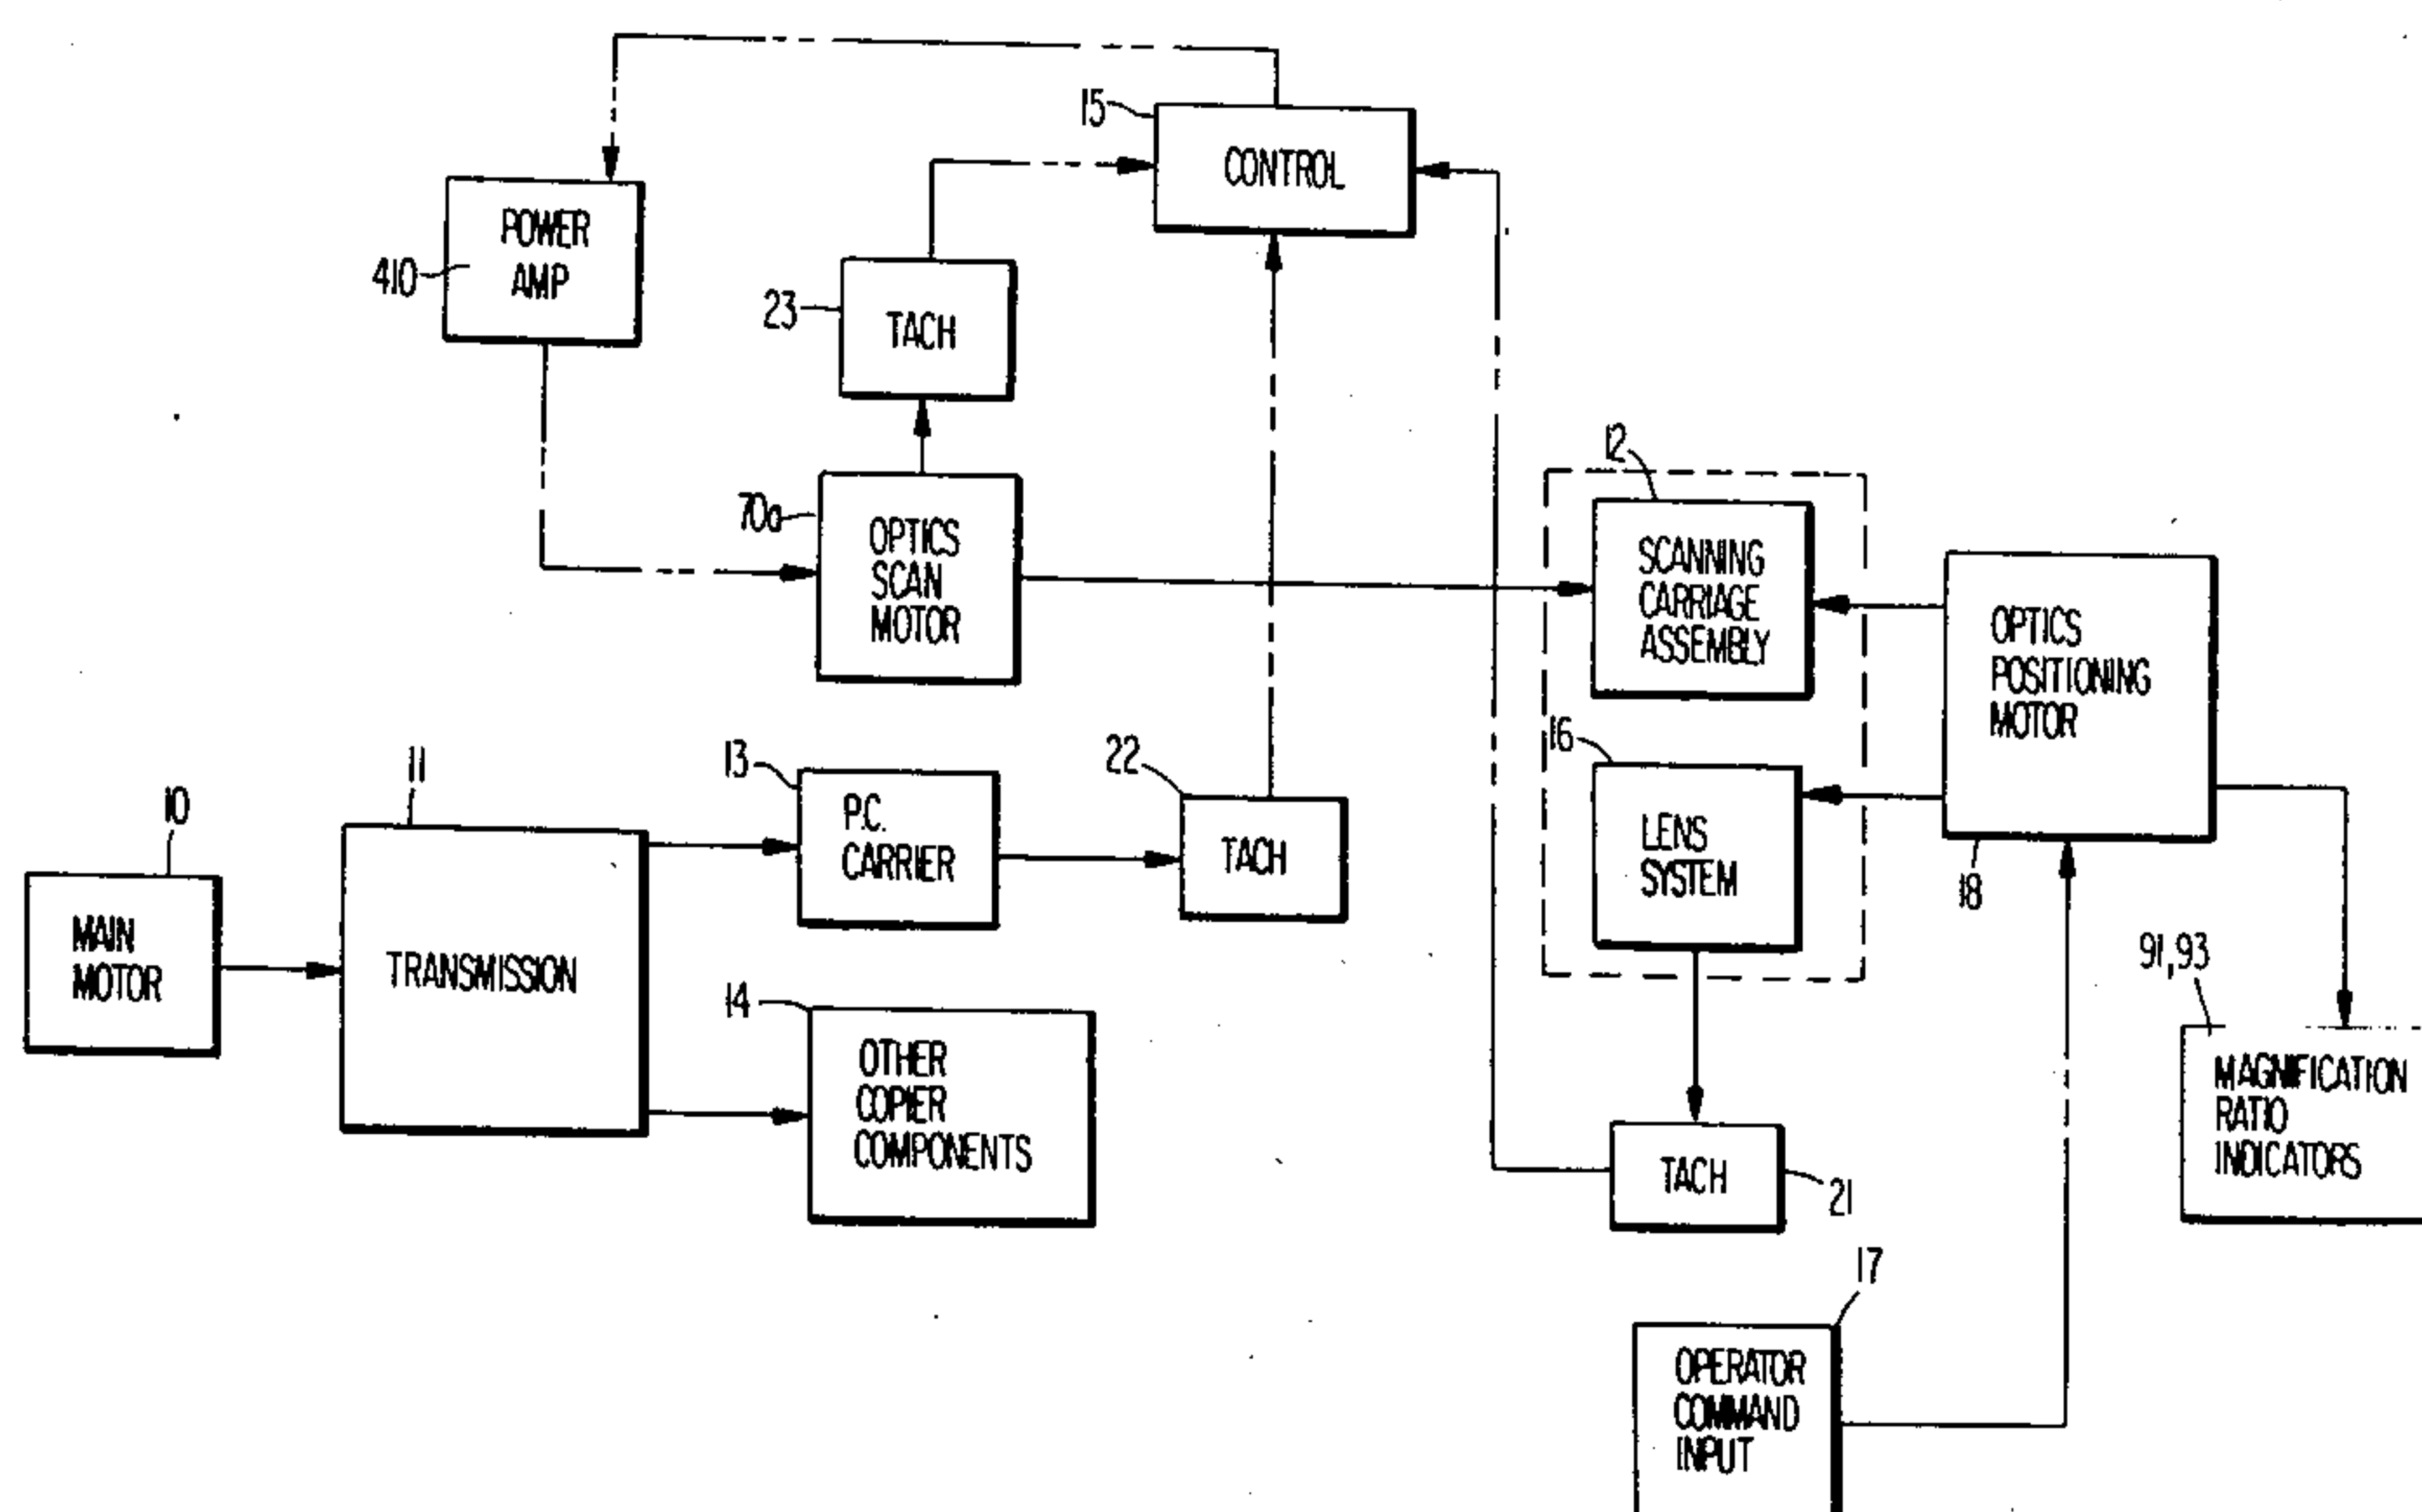 15
CONTROL
POWER
AMP
410
23
TACH
12
70a
OPTICS
SCAN
MOTOR
SCANNING
CARRIAGE
ASSEMBLY
OPTICS
POSITIONING
MOTOR
16
LENS
SYSTEM
18
10
11
13
22
MAIN
MOTOR
TRANSMISSION
P.C.
CARRIER
TACH
14
OTHER
COPIER
COMPONENTS
91,93
MAGNIFICATION
RATIO
INDICATORS
TACH
21
17
OPERATOR
COMMAND
INPUT